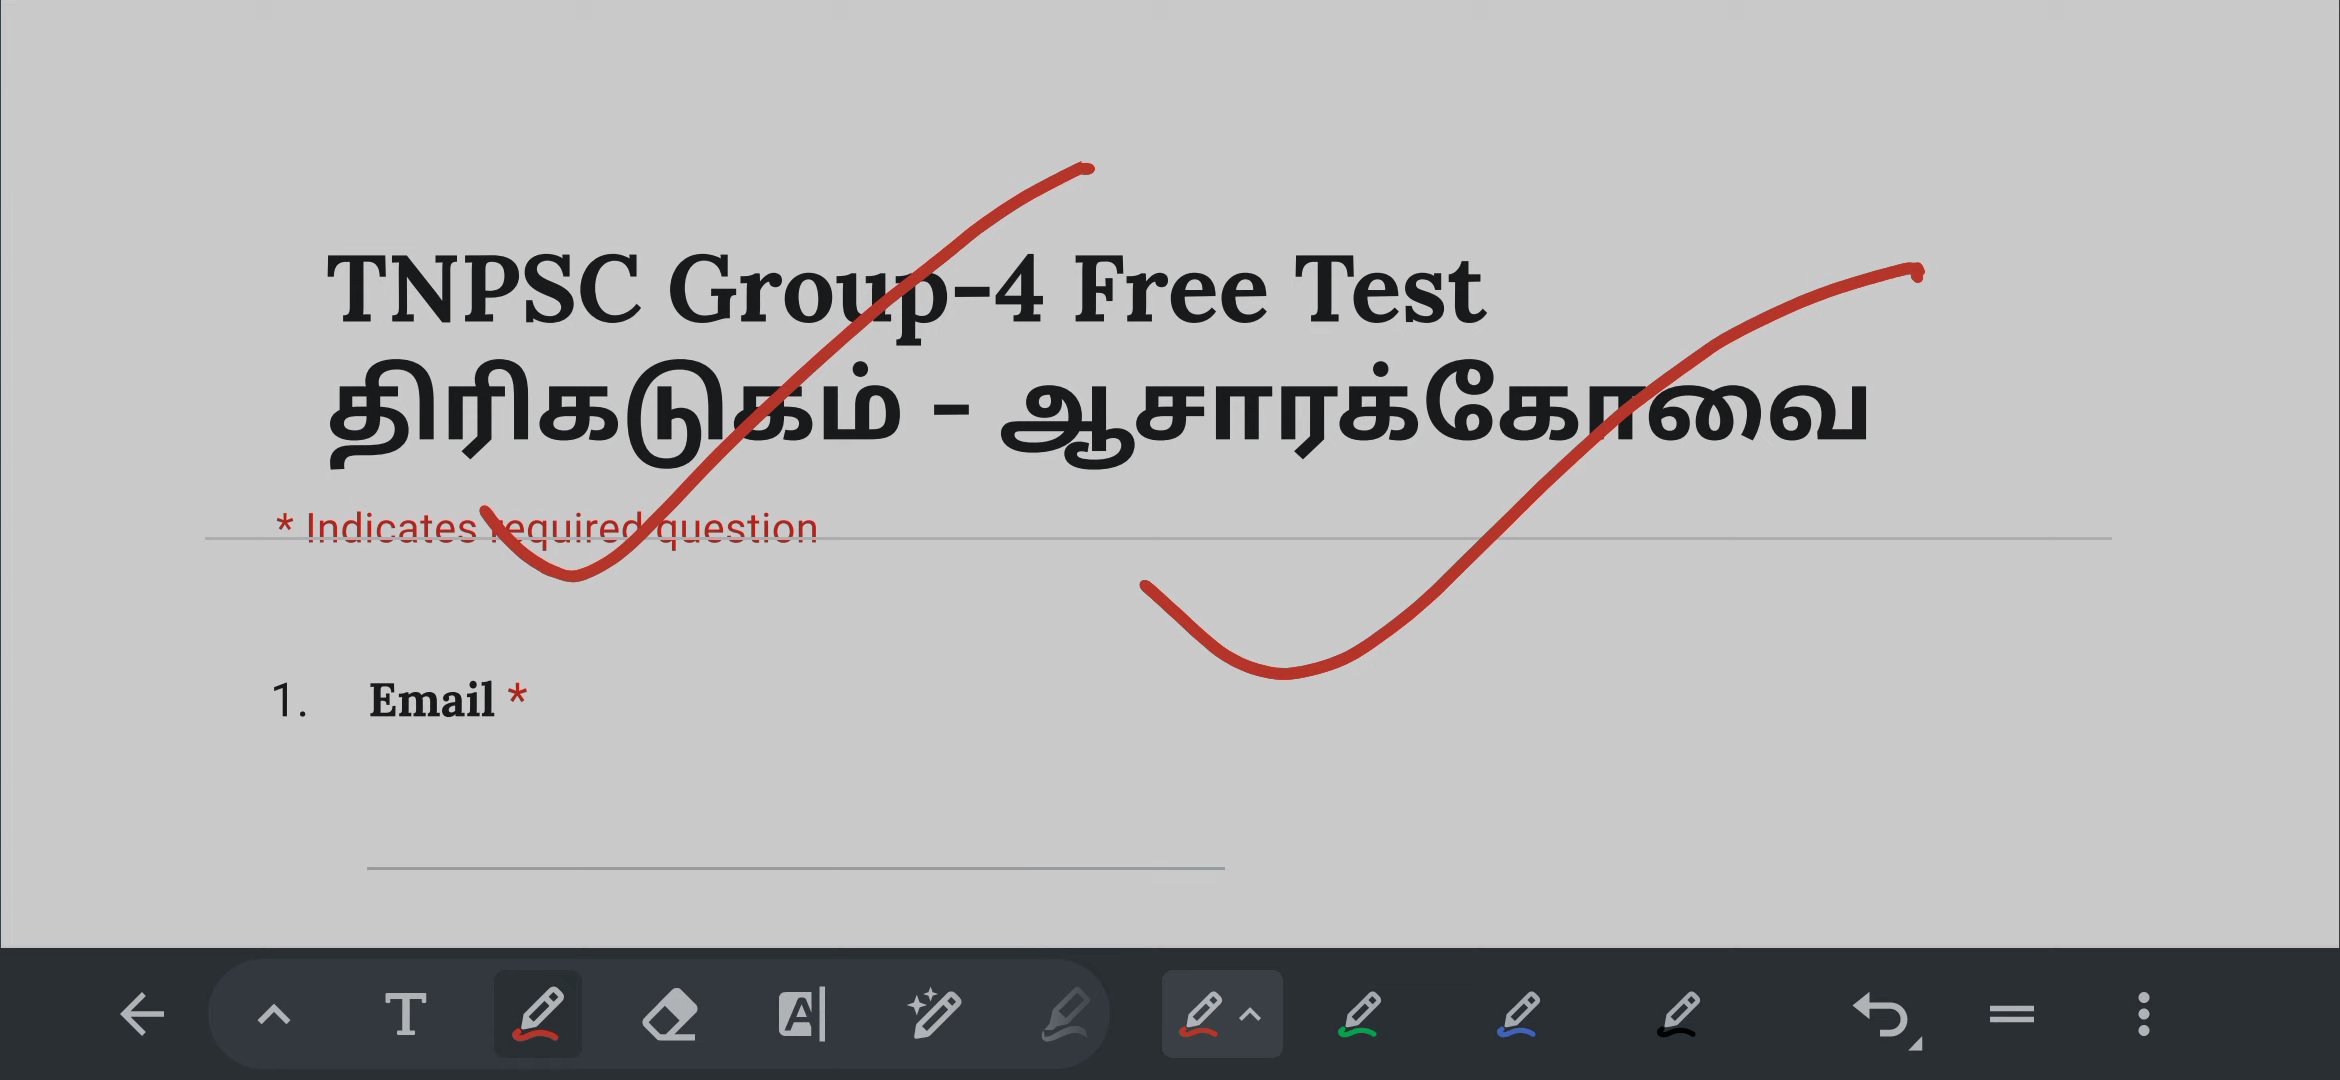 TNPSC Group-4 Free Test
திரிகடுகம் - ஆசாரக்கோவை
* Indicates required question
1. Email *